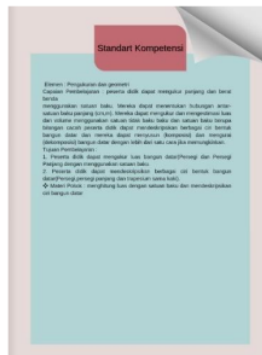 Standart Kompetensi
Elemen : Pengukuran dan geometri
Capaian Pembelajaran : peserta didik dapat mengukur panjang dan berat
benda
menggunakan satuan baku. Mereka dapat menentukan hubungan antar-
satuan baku panjang (cm,m). Mereka dapat mengukur dan mengestimasi luas
dan volume menggunakan satuan tidak baku dan satuan baku berupa
bilangan cacah peserta didik dapat mendeskripsikan berbagai ciri bentuk
bangun datar dan mereka dapat menyusun (komposisi) dan mengurai
(dekomposisi) bangun datar dengan lebih dari satu cara jika memungkinkan.
Tujuan Pembelajaran :
1. Peserta didik dapat mengukur luas bangun datar(Persegi dan Persegi
Panjang dengan menggunakan satuan baku.
2. Peserta didik dapat mendeskripsikan berbagai ciri bentuk bangun
datar(Persegi,persegi panjang dan trapesium sama kaki).
❖ Materi Pokok : menghitung luas dengan satuan baku dan mendeskripsikan
ciri bangun datar